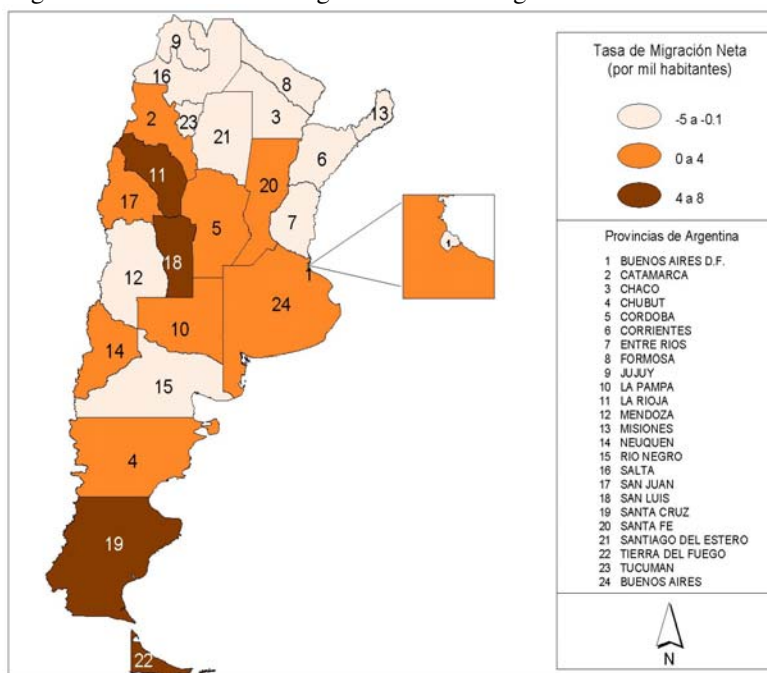 9
16
8
2
23
3
13
21
6
11
20
17
5
7
18
1
12
1
24
10
14
15
4
19
22
Tasa de Migración Neta
(por mil habitantes)
-5 a -0.1
0 a 4
4 a 8
Provincias de Argentina
1 BUENOS AIRES D.F.
2 CATAMARCA
3 CHACO
4 CHUBUT
5 CORDOBA
6 CORRIENTES
7 ENTRE RIOS
8 FORMOSA
9 JUJUY
10 LA PAMPA
11 LA RIOJA
12 MENDOZA
13 MISIONES
14 NEUQUEN
15 RIO NEGRO
16 SALTA
17 SAN JUAN
18 SAN LUIS
19 SANTA CRUZ
20 SANTA FE
21 SANTIAGO DEL ESTERO
22 TIERRA DEL FUEGO
23 TUCUMAN
24 BUENOS AIRES
N